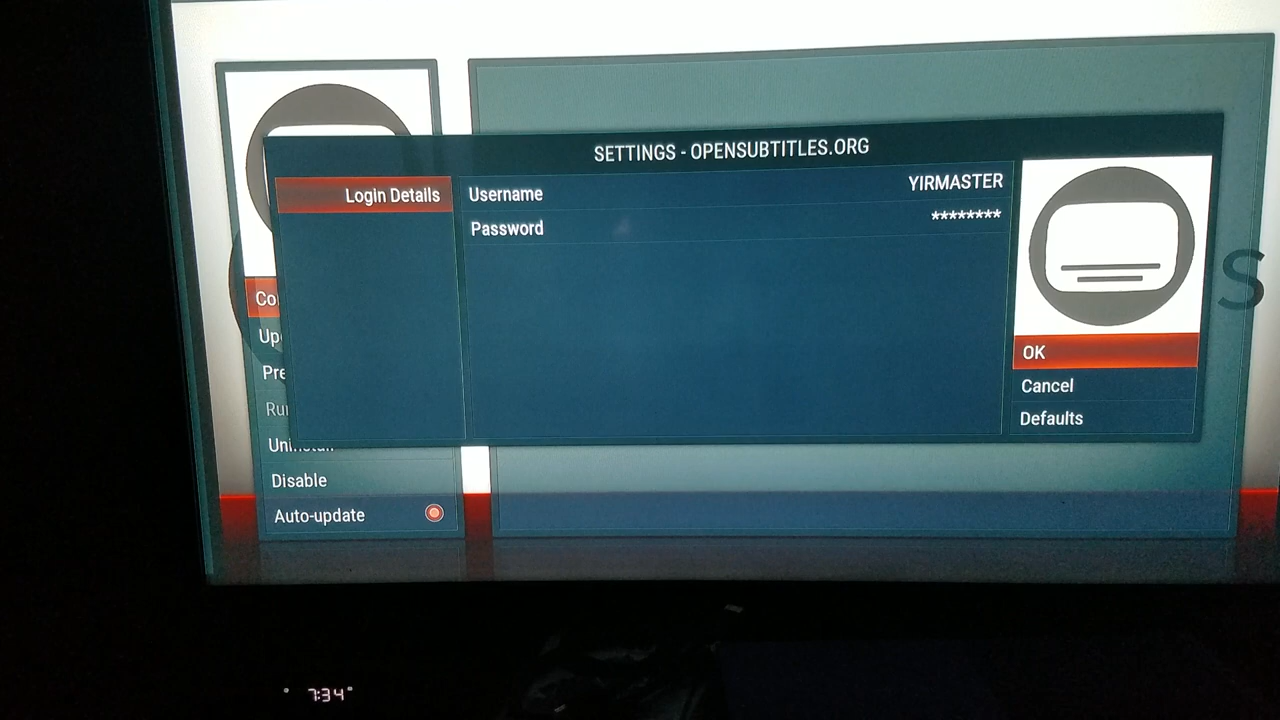 SETTINGS - OPENSUBTITLES.ORG
Login Details
Username YIRMASTER
Password ********
OK
Cancel
Defaults
Disable
Auto-update
S
7:34